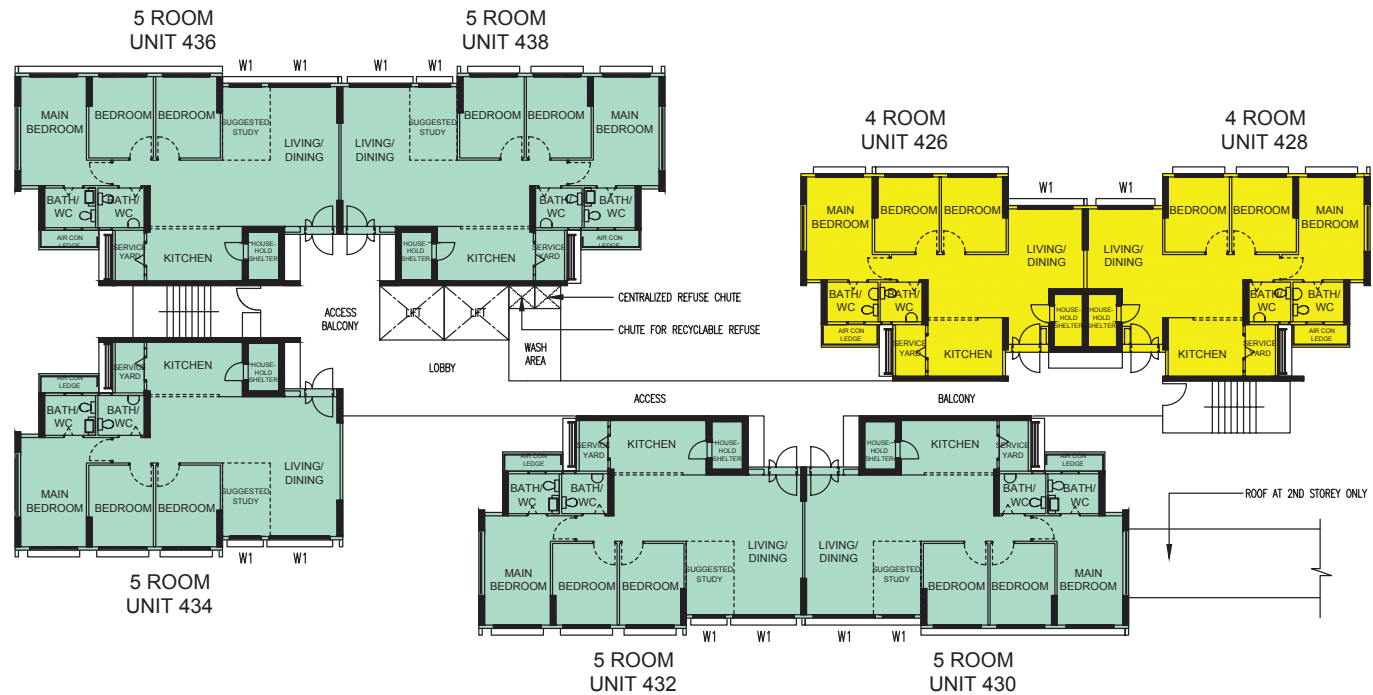 5 ROOM
UNIT 436
5 ROOM
UNIT 438
W1
W1
W1
W1
MAIN
BEDROOM
BEDROOM
BEDROOM
SUGGESTED
STUDY
LIVING/
DINING
LIVING/
DINING
SUGGESTED
STUDY
BEDROOM
BEDROOM
MAIN
BEDROOM
BATH/
WC
BATH/
WC
AIR CON
LEDGE
SERVICE
YARD
KITCHEN
HOUSE-
HOLD
SHELTER
HOUSE-
HOLD
SHELTER
KITCHEN
SERVICE
YARD
BATH/
WC
BATH/
WC
AIR CON
LEDGE
4 ROOM
UNIT 426
4 ROOM
UNIT 428
W1
W1
MAIN
BEDROOM
BEDROOM
BEDROOM
LIVING/
DINING
LIVING/
DINING
BEDROOM
BEDROOM
MAIN
BEDROOM
BATH/
WC
BATH/
WC
AIR CON
LEDGE
SERVICE
YARD
KITCHEN
HOUSE-
HOLD
SHELTER
HOUSE-
HOLD
SHELTER
KITCHEN
SERVICE
YARD
BATH/
WC
BATH/
WC
AIR CON
LEDGE
ACCESS
BALCONY
LIFT
LIFT
CENTRALIZED REFUSE CHUTE
CHUTE FOR RECYCLABLE REFUSE
WASH
AREA
LOBBY
ACCESS
BALCONY
AIR CON
LEDGE
SERVICE
YARD
KITCHEN
HOUSE-
HOLD
SHELTER
BATH/
WC
BATH/
WC
MAIN
BEDROOM
BEDROOM
BEDROOM
SUGGESTED
STUDY
LIVING/
DINING
W1
W1
5 ROOM
UNIT 434
AIR CON
LEDGE
SERVICE
YARD
KITCHEN
HOUSE-
HOLD
SHELTER
HOUSE-
HOLD
SHELTER
KITCHEN
SERVICE
YARD
AIR CON
LEDGE
BATH/
WC
BATH/
WC
BATH/
WC
BATH/
WC
ROOF AT 2ND STOREY ONLY
MAIN
BEDROOM
BEDROOM
BEDROOM
SUGGESTED
STUDY
LIVING/
DINING
LIVING/
DINING
SUGGESTED
STUDY
BEDROOM
BEDROOM
MAIN
BEDROOM
W1
W1
W1
W1
5 ROOM
UNIT 432
5 ROOM
UNIT 430